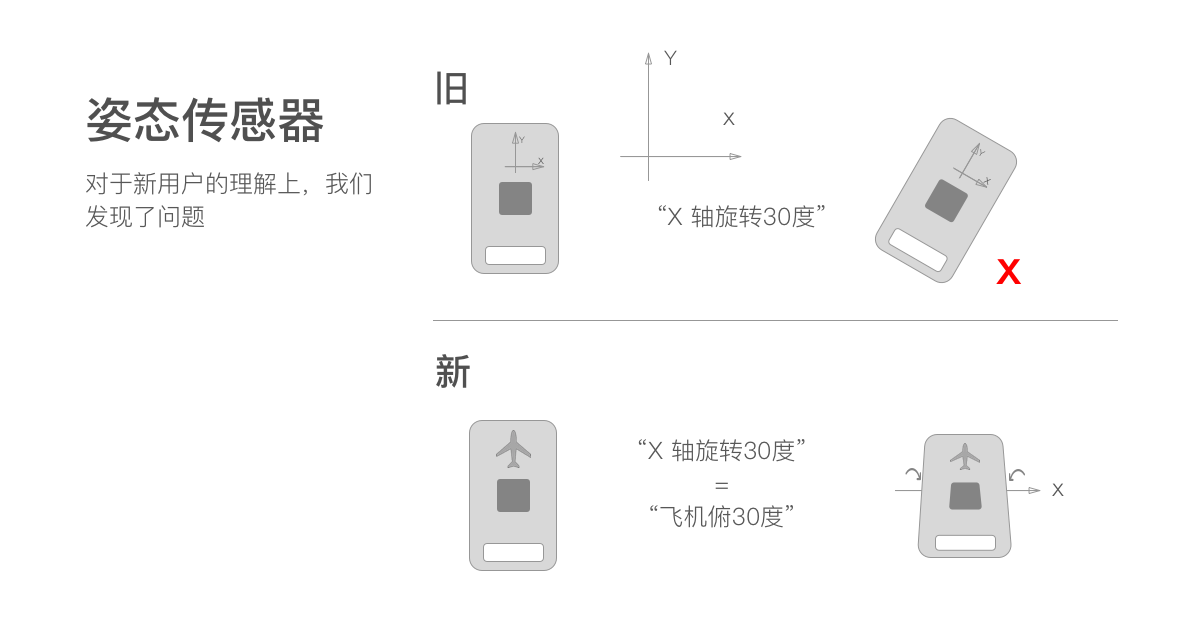 姿态传感器
对于新用户的理解上，我们
发现了问题
旧
Y
X
Y
X
“X 轴旋转30度”
Y
X
X
新
“X 轴旋转30度”
=
“飞机俯30度”
X